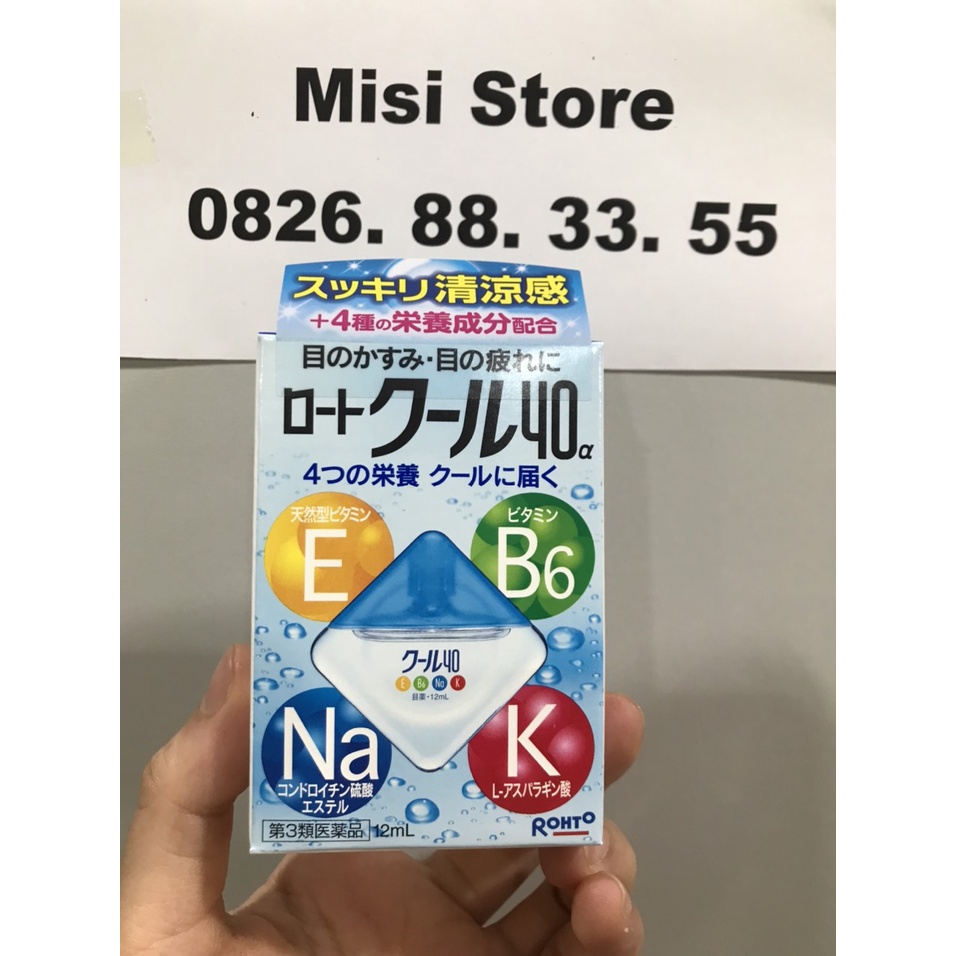 Misi Store
0826. 88. 33. 55
スッキリ清涼感
+4種の栄養成分配合
目のかすみ・目の疲れに
ロートクール40α
4つの栄養 クールに届く
天然型ビタミン
E
ビタミン
B6
クール40
E B6 Na K
目薬・12mL
Na
コンドロイチン硫酸
エステル
K
L-アスパラギン酸
第3類医薬品 12mL
ROHTO